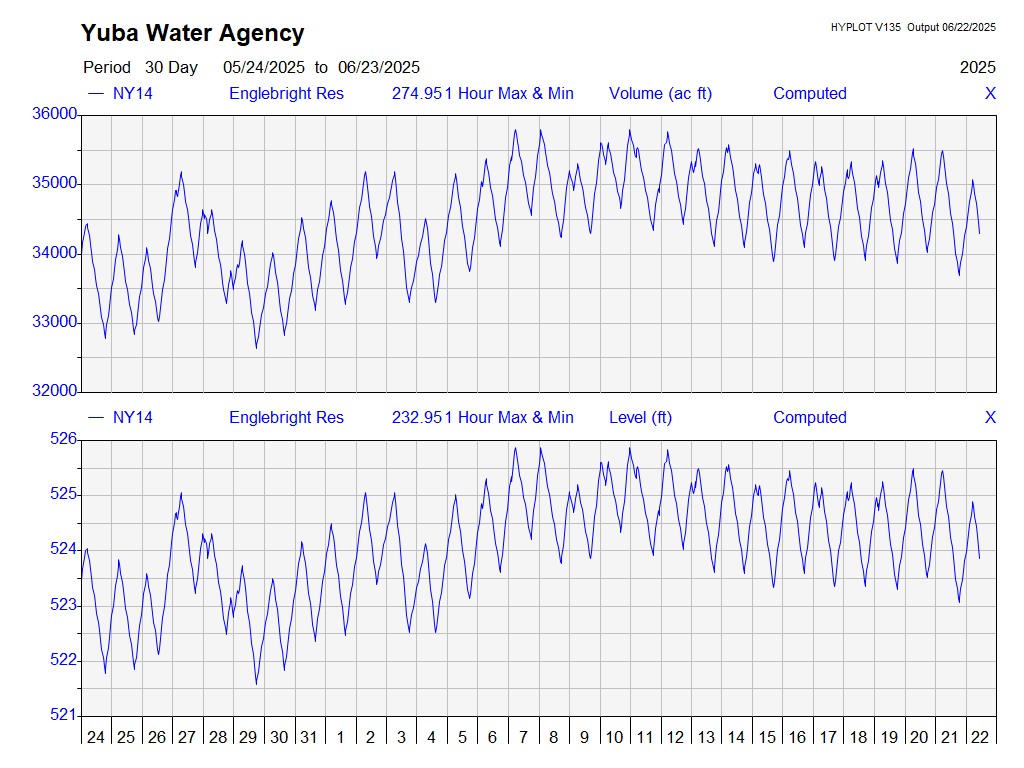 Yuba Water Agency
HYPLOT V135 Output 06/22/2025
Period 30 Day 05/24/2025 to 06/23/2025 2025
NY14 Englebright Res 274.951 Hour Max & Min Volume (ac ft) Computed X
36000
35000
34000
33000
32000
NY14 Englebright Res 232.951 Hour Max & Min Level (ft) Computed X
526
525
524
523
522
521
24 25 26 27 28 29 30 31 1 2 3 4 5 6 7 8 9 10 11 12 13 14 15 16 17 18 19 20 21 22